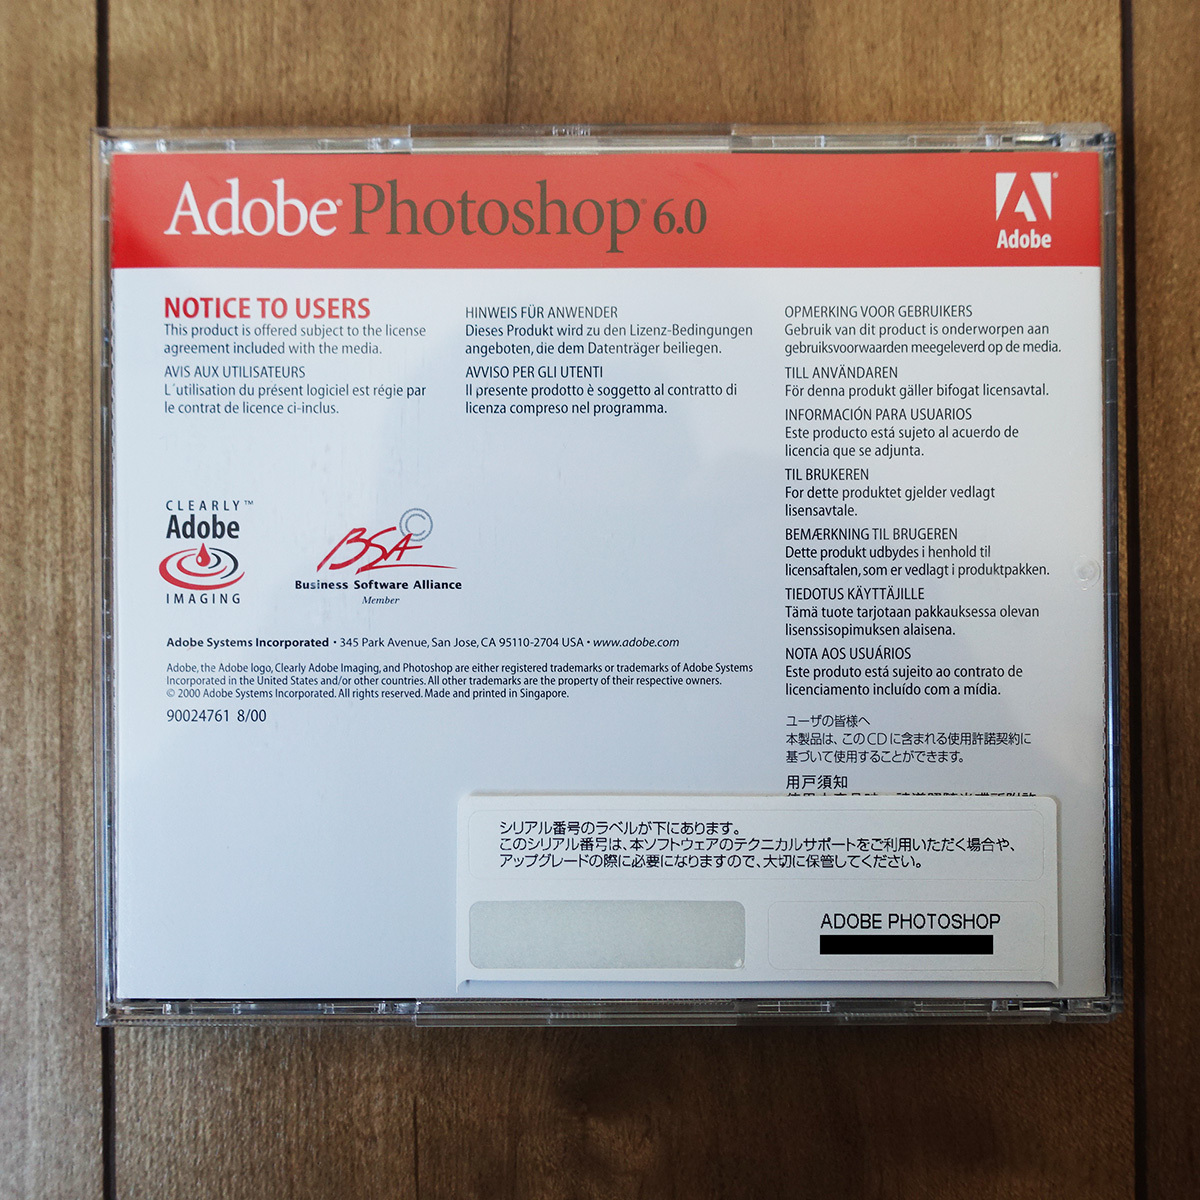 Adobe® Photoshop® 6.0
Adobe
NOTICE TO USERS
This product is offered subject to the license
agreement included with the media.
AVIS AUX UTILISATEURS
L´utilisation du présent logiciel est régie par
le contrat de licence ci-inclus.
CLEARLY™
Adobe
IMAGING
HINWEIS FÜR ANWENDER
Dieses Produkt wird zu den Lizenz-Bedingungen
angeboten, die dem Datenträger beiliegen.
AVVISO PER GLI UTENTI
Il presente prodotto è soggetto al contratto di
licenza compreso nel programma.
BSA ©
Business Software Alliance
Member
Adobe Systems Incorporated • 345 Park Avenue, San Jose, CA 95110-2704 USA • www.adobe.com
Adobe, the Adobe logo, Clearly Adobe Imaging, and Photoshop are either registered trademarks or trademarks of Adobe Systems
Incorporated in the United States and/or other countries. All other trademarks are the property of their respective owners.
© 2000 Adobe Systems Incorporated. All rights reserved. Made and printed in Singapore.
90024761 8/00
OPMERKING VOOR GEBRUIKERS
Gebruik van dit product is onderworpen aan
gebruiksvoorwaarden meegeleverd op de media.
TILL ANVÄNDAREN
För denna produkt gäller bifogat licensavtal.
INFORMACIÓN PARA USUARIOS
Este producto está sujeto al acuerdo de
licencia que se adjunta.
TIL BRUKEREN
For dette produktet gjelder vedlagt
lisensavtale.
BEMÆRKNING TIL BRUGEREN
Dette produkt udbydes i henhold til
licensaftalen, som er vedlagt i produktpakken.
TIEDOTUS KÄYTTÄJILLE
Tämä tuote tarjotaan pakkauksessa olevan
lisenssisopimuksen alaisena.
NOTA AOS USUÁRIOS
Este produto está sujeito ao contrato de
licenciamento incluído com a mídia.
ユーザの皆様へ
本製品は、このCDに含まれる使用許諾契約に
基づいて使用することができます。
用戸須知
シリアル番号のラベルが下にあります。
このシリアル番号は、本ソフトウェアのテクニカルサポートをご利用いただく場合や、
アップグレードの際に必要になりますので、大切に保管してください。
ADOBE PHOTOSHOP